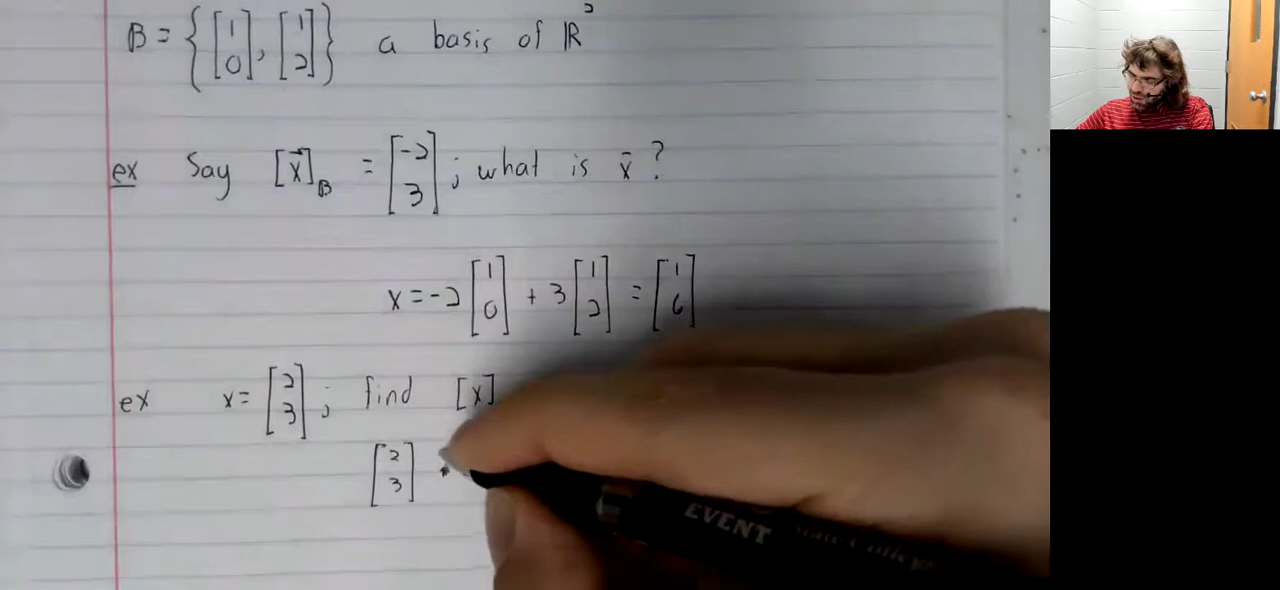 B = { [1 0], [1 2] } a basis of ℝ²
ex Say [x⃗]_B = [-2 3] ; what is x̄ ?
x = -2 [1 0] + 3 [1 2] = [1 6]
ex x = [2 3] ; find [x]
[2 3]
EVENT